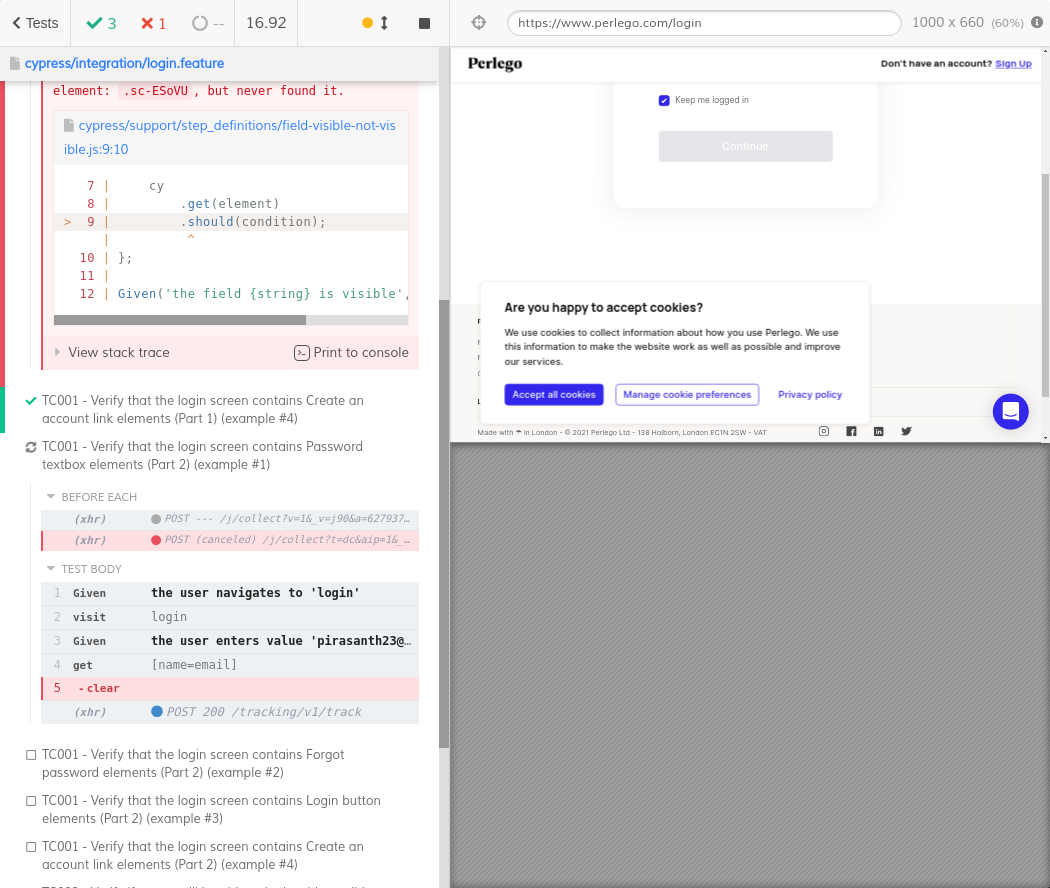 Tests
3
1
--
16.92
https://www.perlego.com/login
1000 x 660 (60%)
cypress/integration/login.feature
element: .sc-ESoVU , but never found it.
cypress/support/step_definitions/field-visible-not-vis
ible.js:9:10
7 | cy
8 | .get(element)
> 9 | .should(condition);
| ^
10 | };
11 |
12 | Given('the field {string} is visible',
View stack trace
Print to console
TC001 - Verify that the login screen contains Create an
account link elements (Part 1) (example #4)
TC001 - Verify that the login screen contains Password
textbox elements (Part 2) (example #1)
BEFORE EACH
(xhr) POST --- /j/collect?v=1&_v=j90&a=627937…
(xhr) POST (canceled) /j/collect?t=dc&aip=1&_…
TEST BODY
1 Given the user navigates to 'login'
2 visit login
3 Given the user enters value 'pirasanth23@…
4 get [name=email]
5 -clear
(xhr) POST 200 /tracking/v1/track
TC001 - Verify that the login screen contains Forgot
password elements (Part 2) (example #2)
TC001 - Verify that the login screen contains Login button
elements (Part 2) (example #3)
TC001 - Verify that the login screen contains Create an
account link elements (Part 2) (example #4)
Perlego
Don't have an account? Sign Up
Keep me logged in
Continue
Are you happy to accept cookies?
We use cookies to collect information about how you use Perlego. We use
this information to make the website work as well as possible and improve
our services.
Accept all cookies
Manage cookie preferences
Privacy policy
Made with ☂ in London - © 2021 Perlego Ltd - 138 Holborn, London EC1N 2SW - VAT